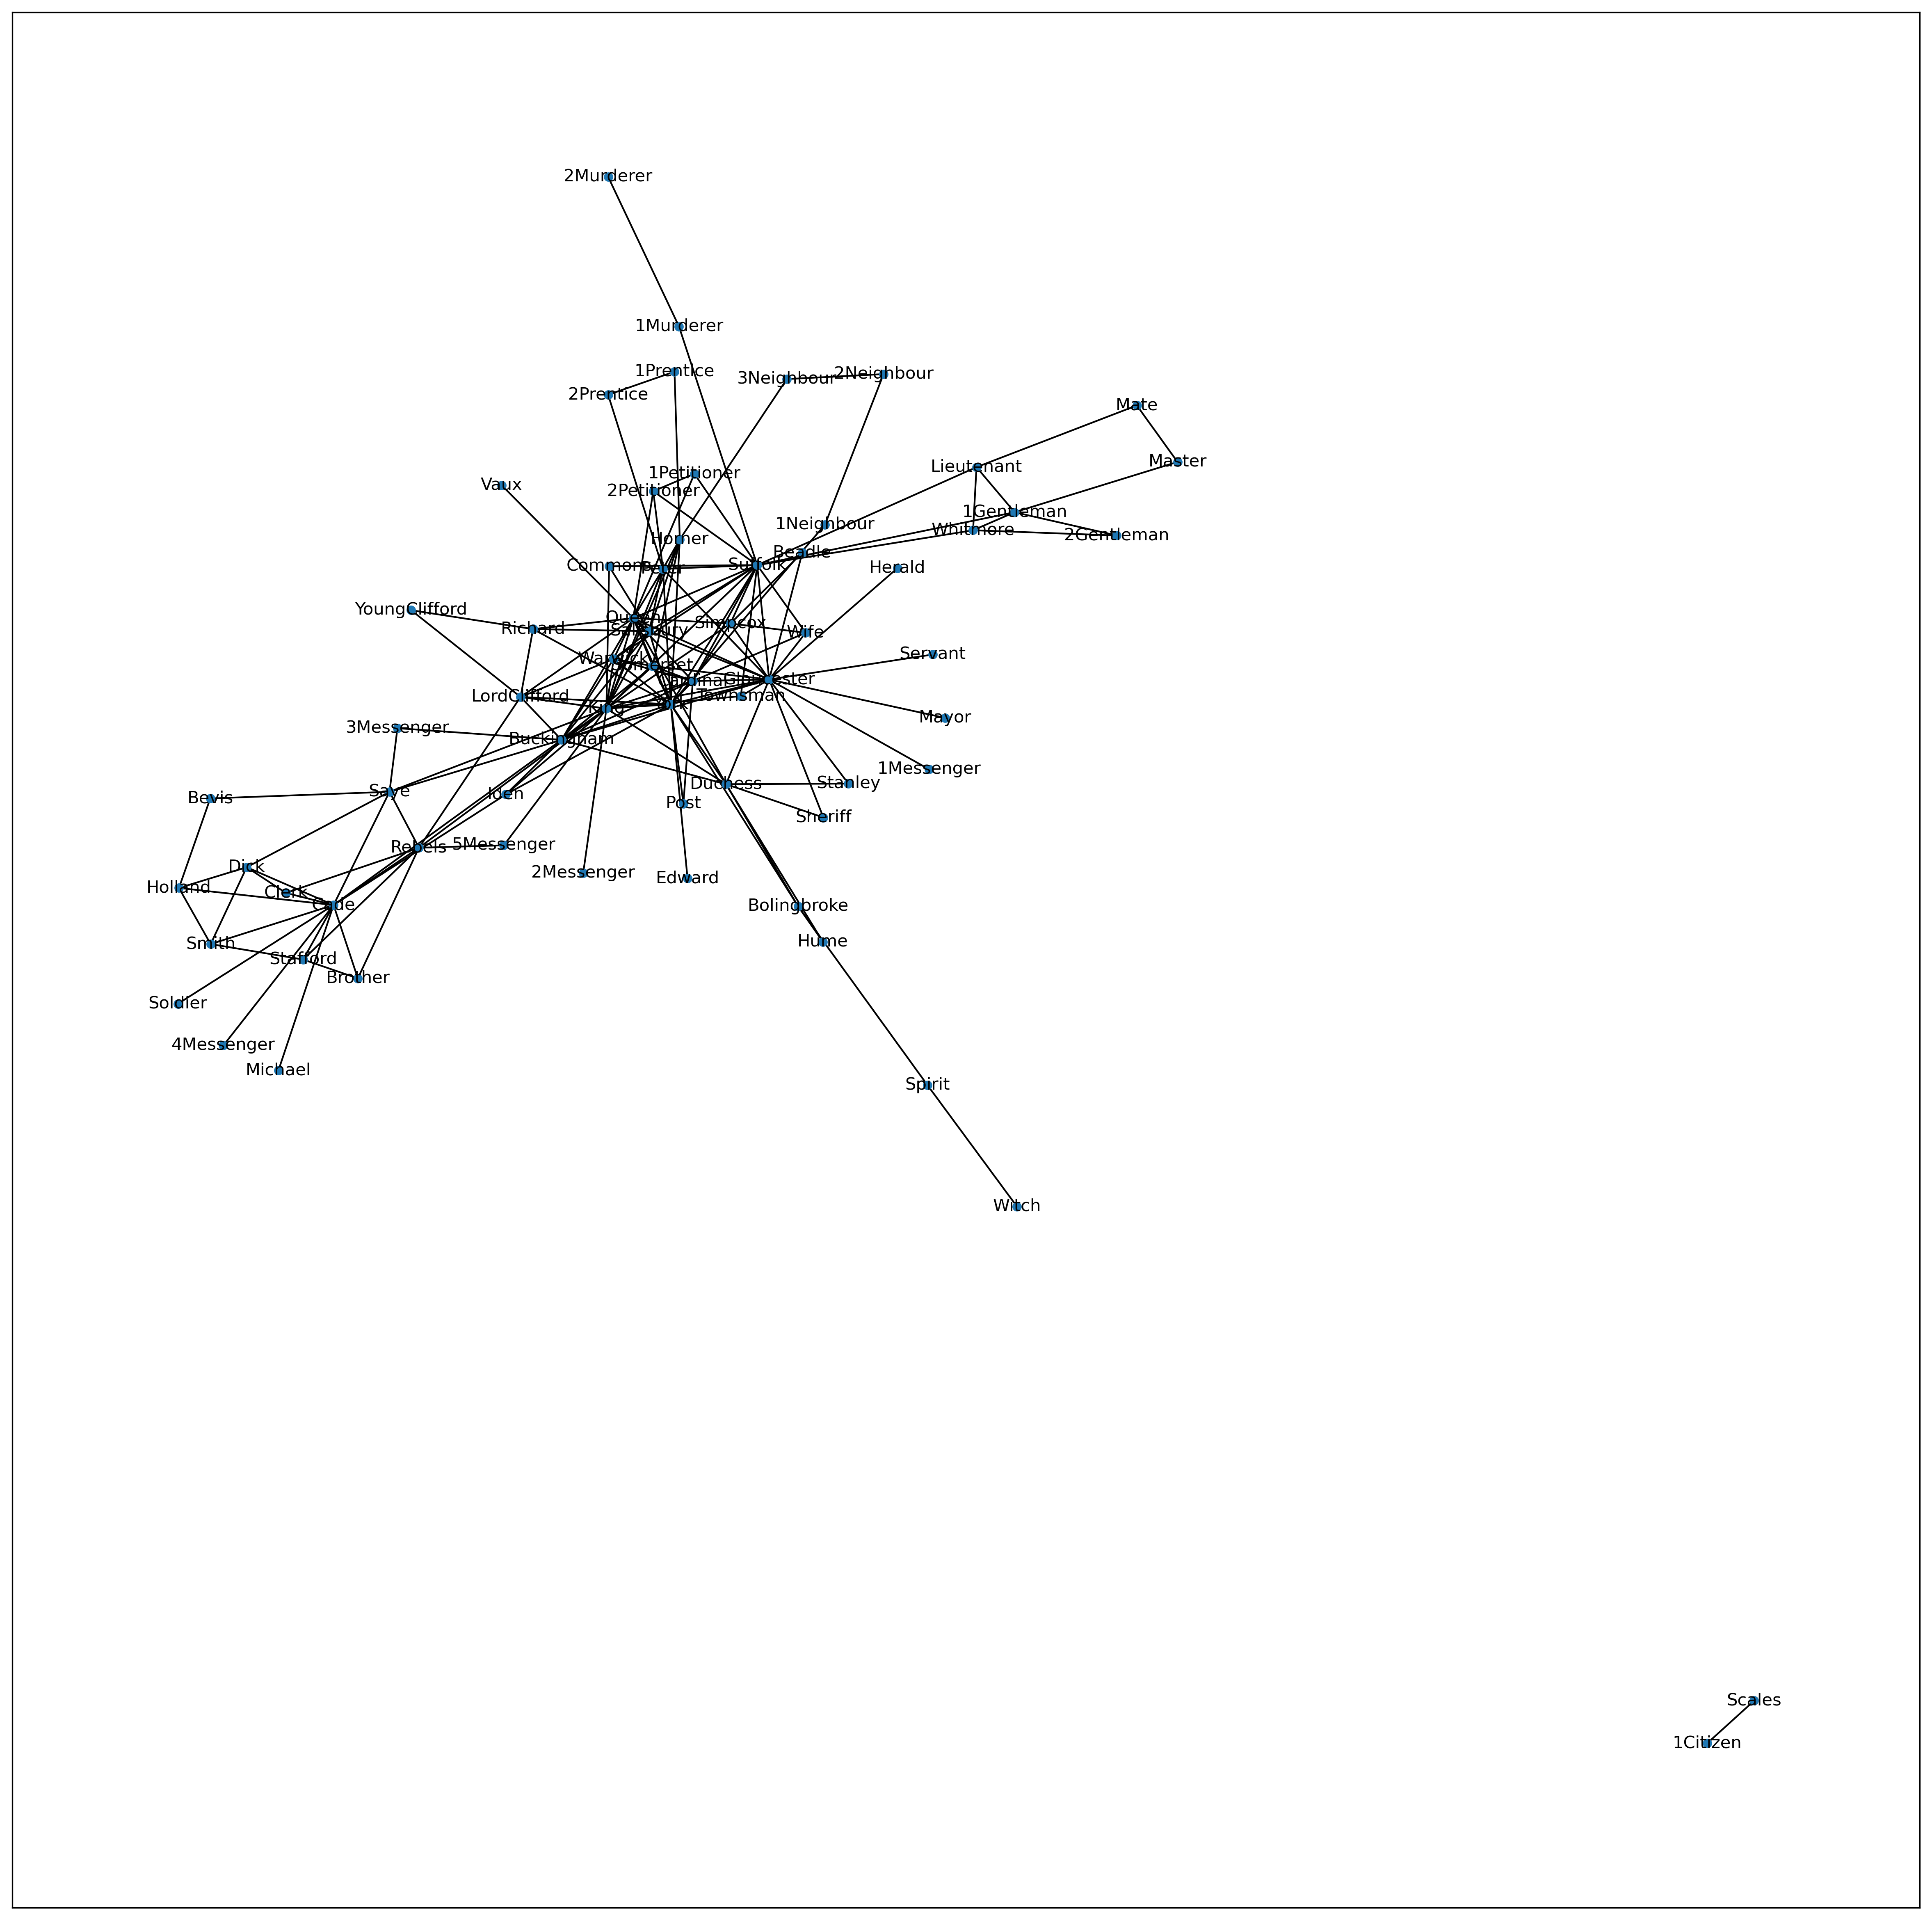 2Murderer
1Murderer
1Prentice
3Neighbour
2Neighbour
2Prentice
Mate
Master
Lieutenant
1Petitioner
Vaux
2Petitioner
1Gentleman
1Neighbour
Whitmore
2Gentleman
Horner
Beadle
Commons
Peter
Suffolk
Herald
YoungClifford
Queen
Simpcox
Richard
Salisbury
Wife
Servant
Warwick
Somerset
Cardinal
Gloucester
LordClifford
Townsman
King
York
Mayor
3Messenger
Buckingham
1Messenger
Duchess
Stanley
Saye
Iden
Bevis
Post
Sheriff
Rebels
5Messenger
Dick
2Messenger
Edward
Holland
Clerk
Cade
Bolingbroke
Smith
Hume
Stafford
Brother
Soldier
4Messenger
Michael
Spirit
Witch
Scales
1Citizen